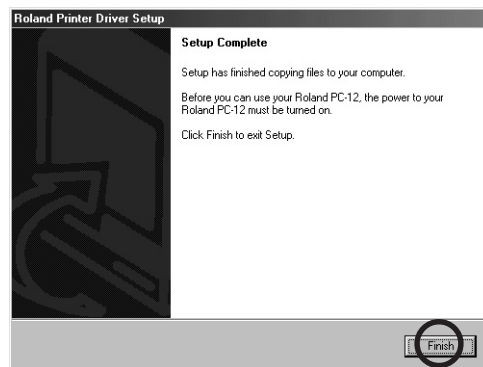 Roland Printer Driver Setup
Setup Complete
Setup has finished copying files to your computer.
Before you can use your Roland PC-12, the power to your
Roland PC-12 must be turned on.
Click Finish to exit Setup.
Finish